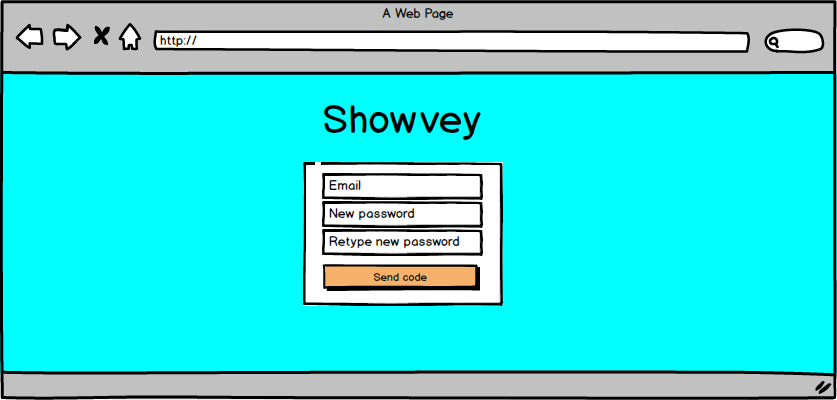 A Web Page
http://
Showvey
Email
New password
Retype new password
Send code